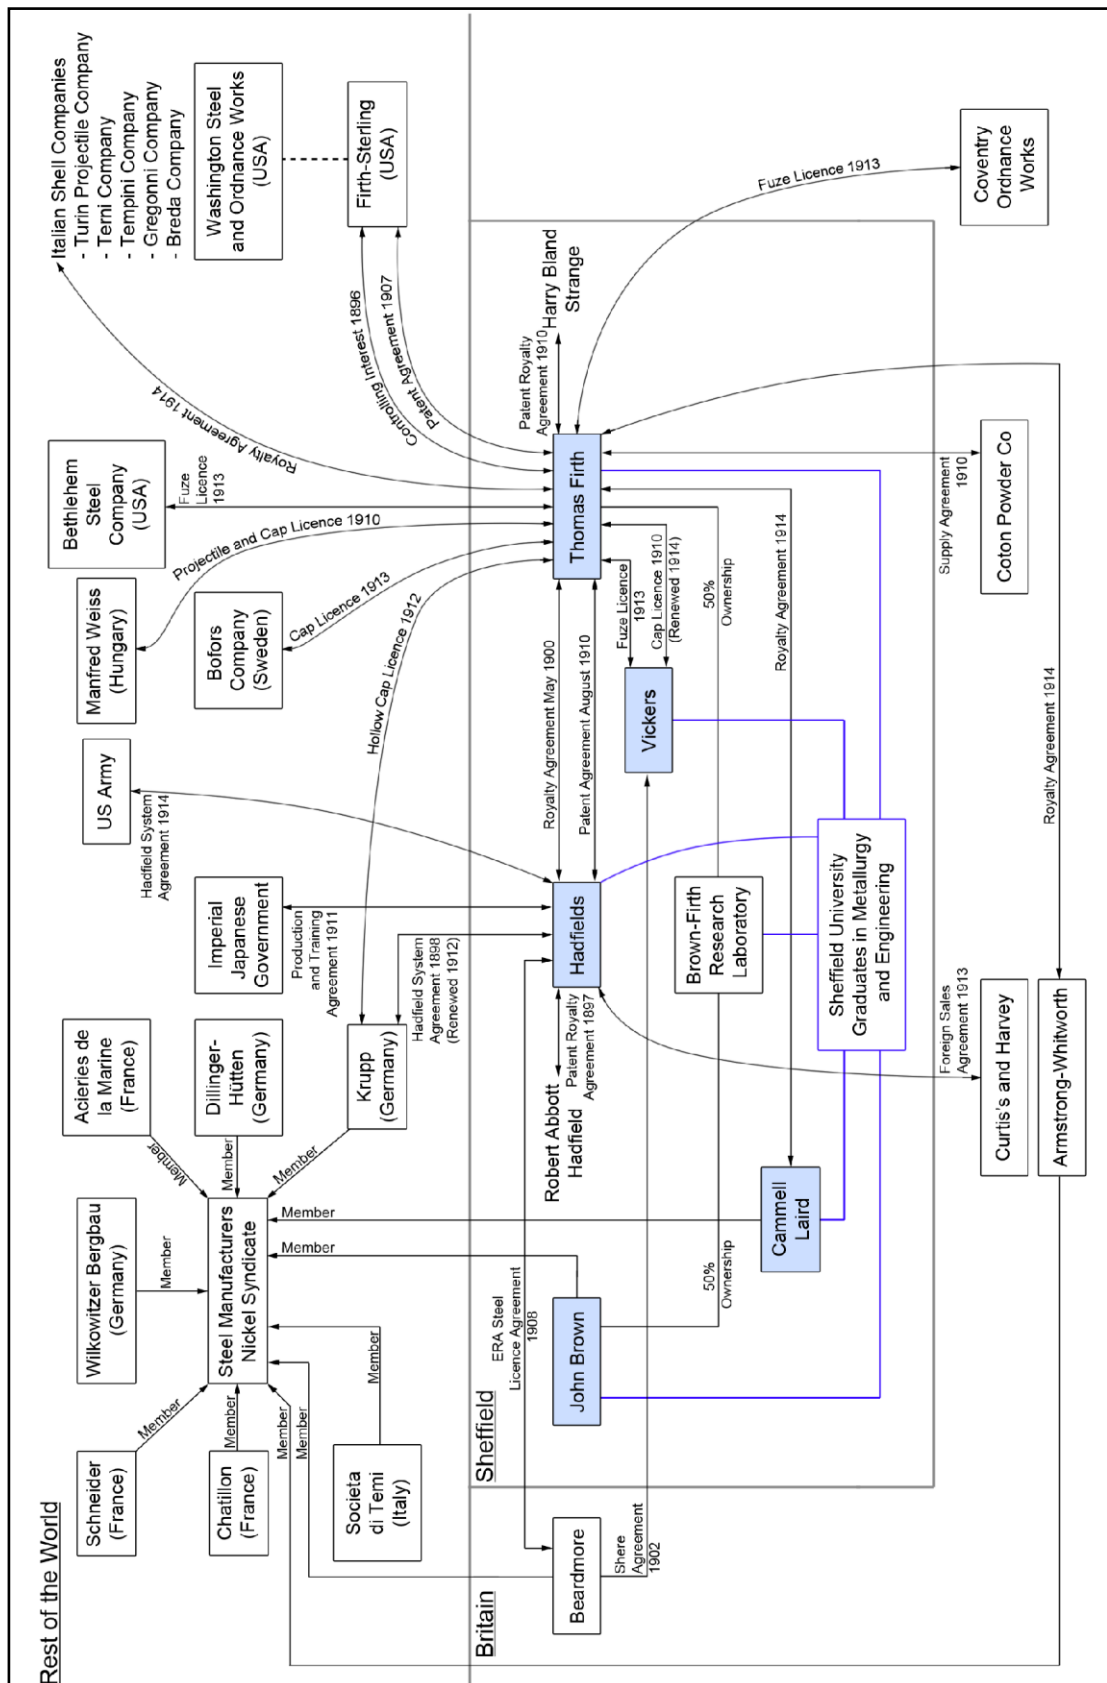 Rest of the World
Schneider
(France)
Member
Chatillon
(France)
Member
Wilkowitzer Bergbau
(Germany)
Member
Acieries de
la Marine
(France)
Member
Dillinger-
Hütten
(Germany)
Member
Krupp
(Germany)
Member
Steel Manufacturers
Nickel Syndicate
Societa
di Temi
(Italy)
Member
Member
Member
Member
Member
US Army
Hadfield System
Agreement 1914
Imperial
Japanese
Government
Production
and Training
Agreement 1911
Hadfield System
Agreement 1898
(Renewed 1912)
Manfred Weiss
(Hungary)
Projectile and Cap Licence 1910
Bofors
Company
(Sweden)
Cap Licence 1913
Hollow Cap Licence 1912
Bethlehem
Steel
Company
(USA)
Fuze
Licence
1913
Royalty Agreement 1914
Italian Shell Companies
- Turin Projectile Company
- Terni Company
- Tempini Company
- Gregonni Company
- Breda Company
Washington Steel
and Ordnance Works
(USA)
Firth-Sterling
(USA)
Controlling Interest 1896
Patent Agreement 1907
Britain
Beardmore
Shere
Agreement
1902
ERA Steel
Licence Agreement
1908
Sheffield
John Brown
50%
Ownership
Cammell
Laird
Robert Abbott
Hadfield
Patent Royalty
Agreement 1897
Hadfields
Royalty Agreement May 1900
Patent Agreement August 1910
Brown-Firth
Research
Laboratory
Vickers
Fuze Licence
1913
Cap Licence 1910
(Renewed 1914)
50%
Ownership
Royalty Agreement 1914
Thomas Firth
Patent Royalty
Agreement 1910
Harry Bland
Strange
Sheffield University
Graduates in Metallurgy
and Engineering
Fuze Licence 1913
Coventry
Ordnance
Works
Supply Agreement
1910
Coton Powder Co
Foreign Sales
Agreement 1913
Curtis's and Harvey
Royalty Agreement 1914
Armstrong-Whitworth